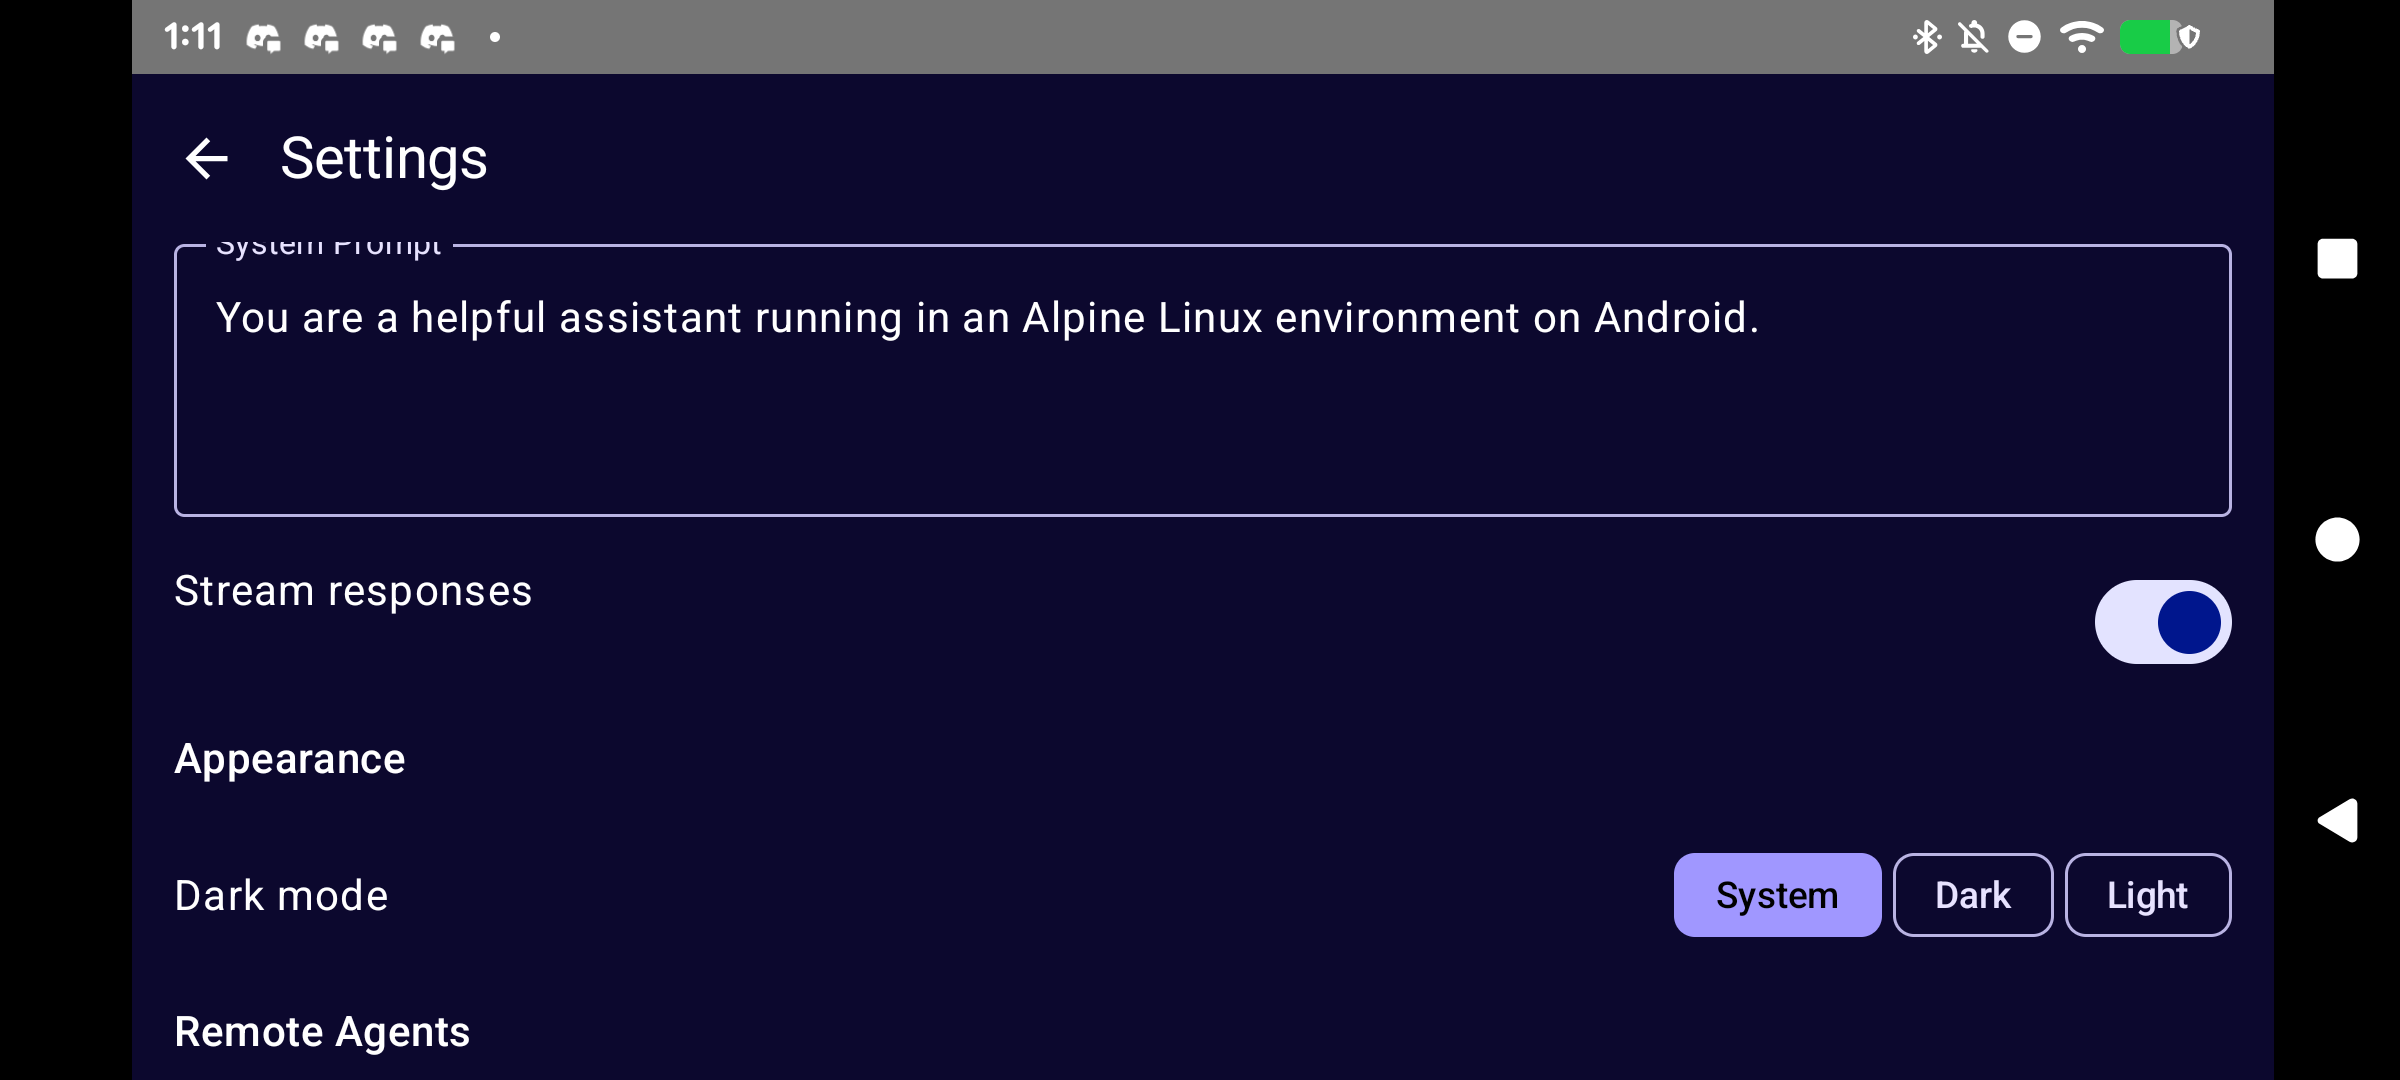 1:11
Settings
System Prompt
You are a helpful assistant running in an Alpine Linux environment on Android.
Stream responses
Appearance
Dark mode
System
Dark
Light
Remote Agents